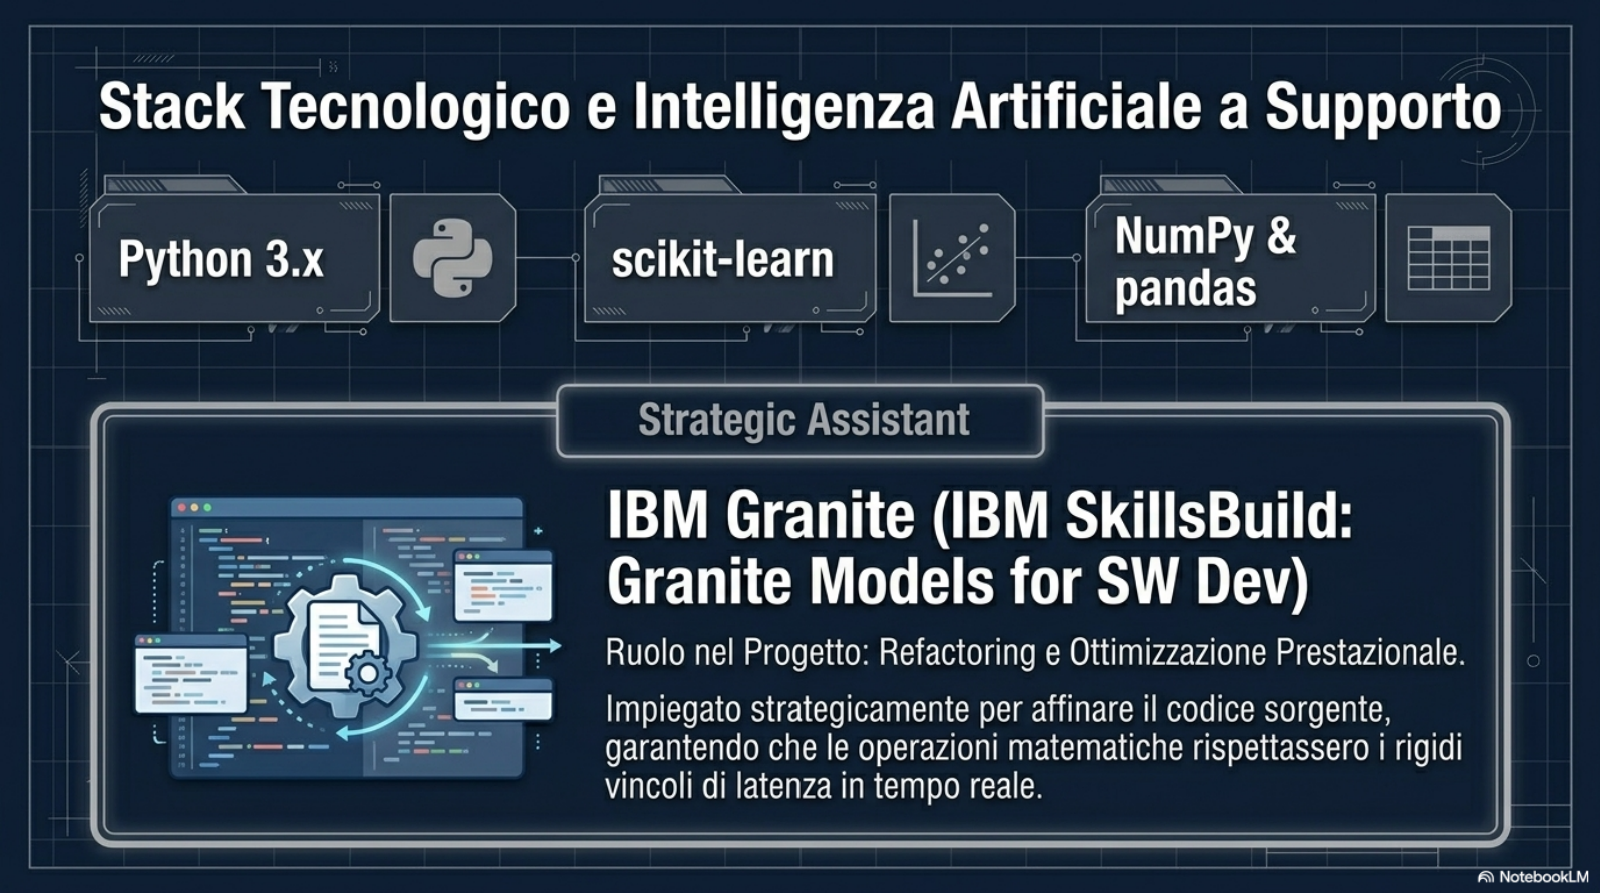 Stack Tecnologico e Intelligenza Artificiale a Supporto
Python 3.x
scikit-learn
NumPy &
pandas
Strategic Assistant
IBM Granite (IBM SkillsBuild:
Granite Models for SW Dev)
Ruolo nel Progetto: Refactoring e Ottimizzazione Prestazionale.
Impiegato strategicamente per affinare il codice sorgente,
garantendo che le operazioni matematiche rispettassero i rigidi
vincoli di latenza in tempo reale.
NotebookLM